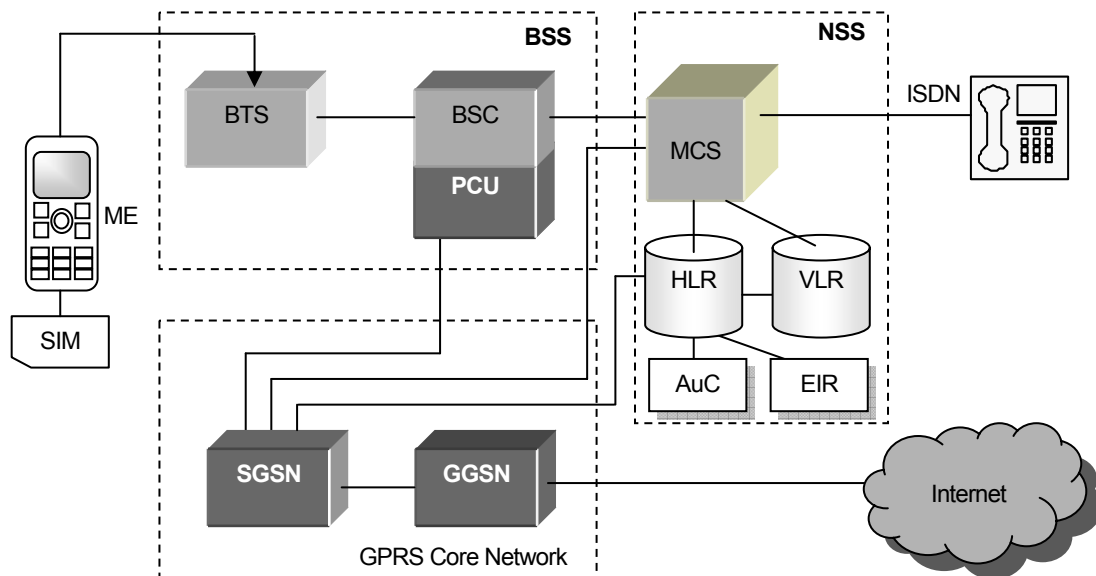 BSS
NSS
BTS
BSC
PCU
MCS
ISDN
ME
SIM
HLR
VLR
AuC
EIR
SGSN
GGSN
Internet
GPRS Core Network